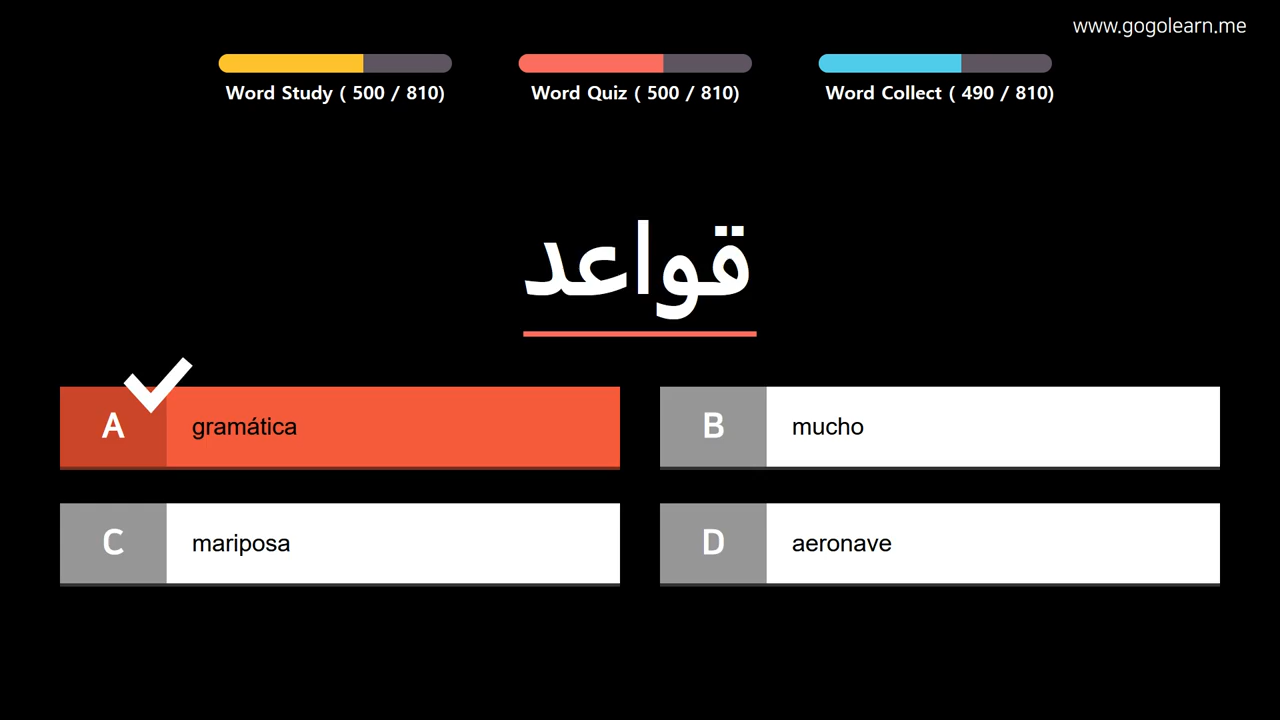 www.gogolearn.me
Word Study ( 500 / 810)
Word Quiz ( 500 / 810)
Word Collect ( 490 / 810)
قواعد
A gramática
B mucho
C mariposa
D aeronave